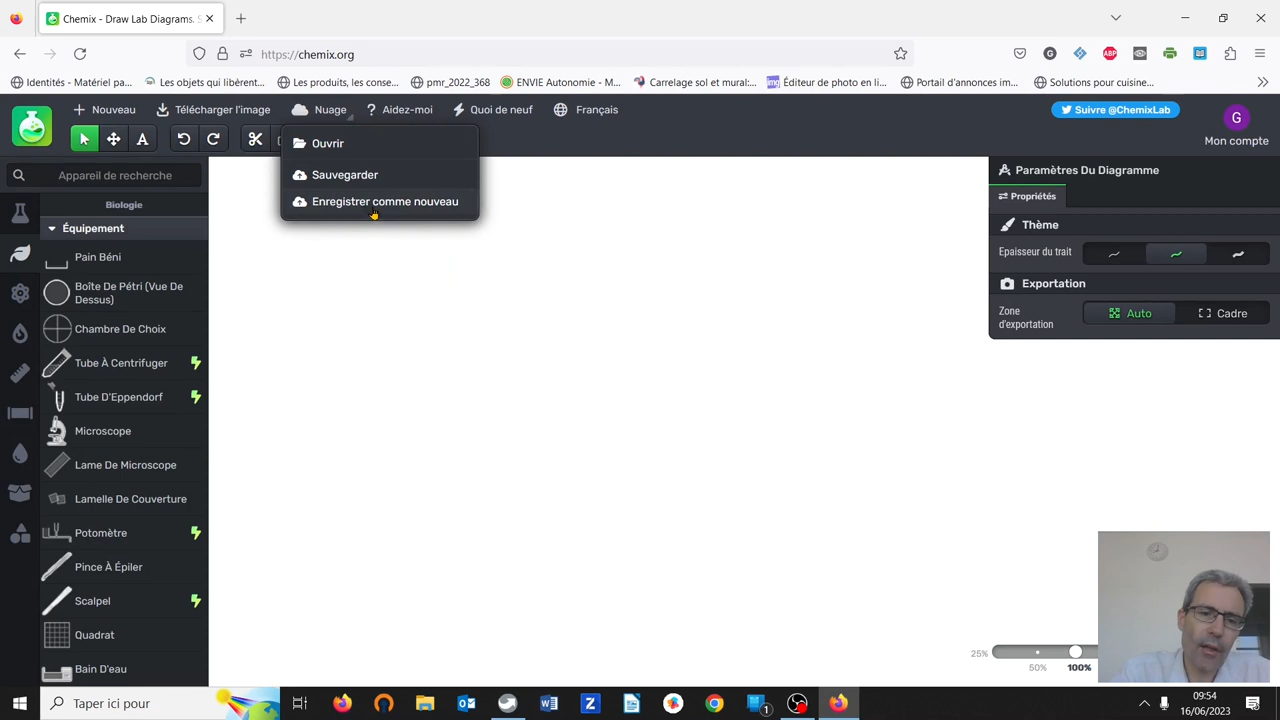 Chemix - Draw Lab Diagrams. S
https://chemix.org
Identités - Matériel pa...
Les objets qui libèrent...
Les produits, les conse...
pmr_2022_368
ENVIE Autonomie - M...
Carrelage sol et mural:...
Éditeur de photo en li...
Portail d'annonces im...
Solutions pour cuisine...
Nouveau
Télécharger l'image
Nuage
Aidez-moi
Quoi de neuf
Français
Suivre @ChemixLab
G
Mon compte
Ouvrir
Sauvegarder
Enregistrer comme nouveau
Appareil de recherche
Biologie
Équipement
Pain Béni
Boîte De Pétri (Vue De
Dessus)
Chambre De Choix
Tube À Centrifuger
Tube D'Eppendorf
Microscope
Lame De Microscope
Lamelle De Couverture
Potomètre
Pince À Épiler
Scalpel
Quadrat
Bain D'eau
Paramètres Du Diagramme
Propriétés
Thème
Epaisseur du trait
Exportation
Zone
d'exportation
Auto
Cadre
25%
50%
100%
Taper ici pour
09:54
16/06/2023